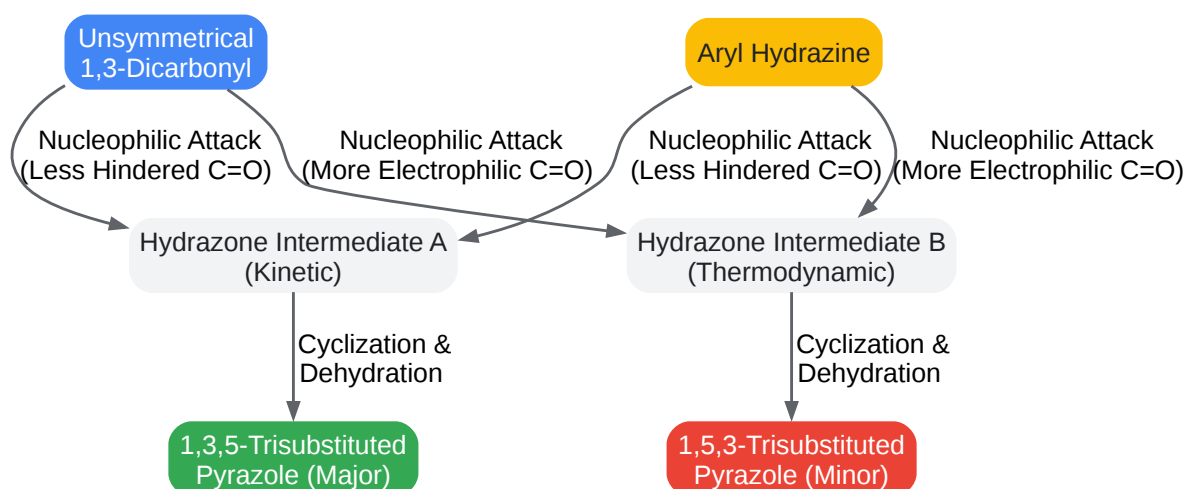 Unsymmetrical
1,3-Dicarbonyl
Aryl Hydrazine
Nucleophilic Attack
(Less Hindered C=O)
Nucleophilic Attack
(More Electrophilic C=O)
Nucleophilic Attack
(Less Hindered C=O)
Nucleophilic Attack
(More Electrophilic C=O)
Hydrazone Intermediate A
(Kinetic)
Hydrazone Intermediate B
(Thermodynamic)
Cyclization &
Dehydration
Cyclization &
Dehydration
1,3,5-Trisubstituted
Pyrazole (Major)
1,5,3-Trisubstituted
Pyrazole (Minor)